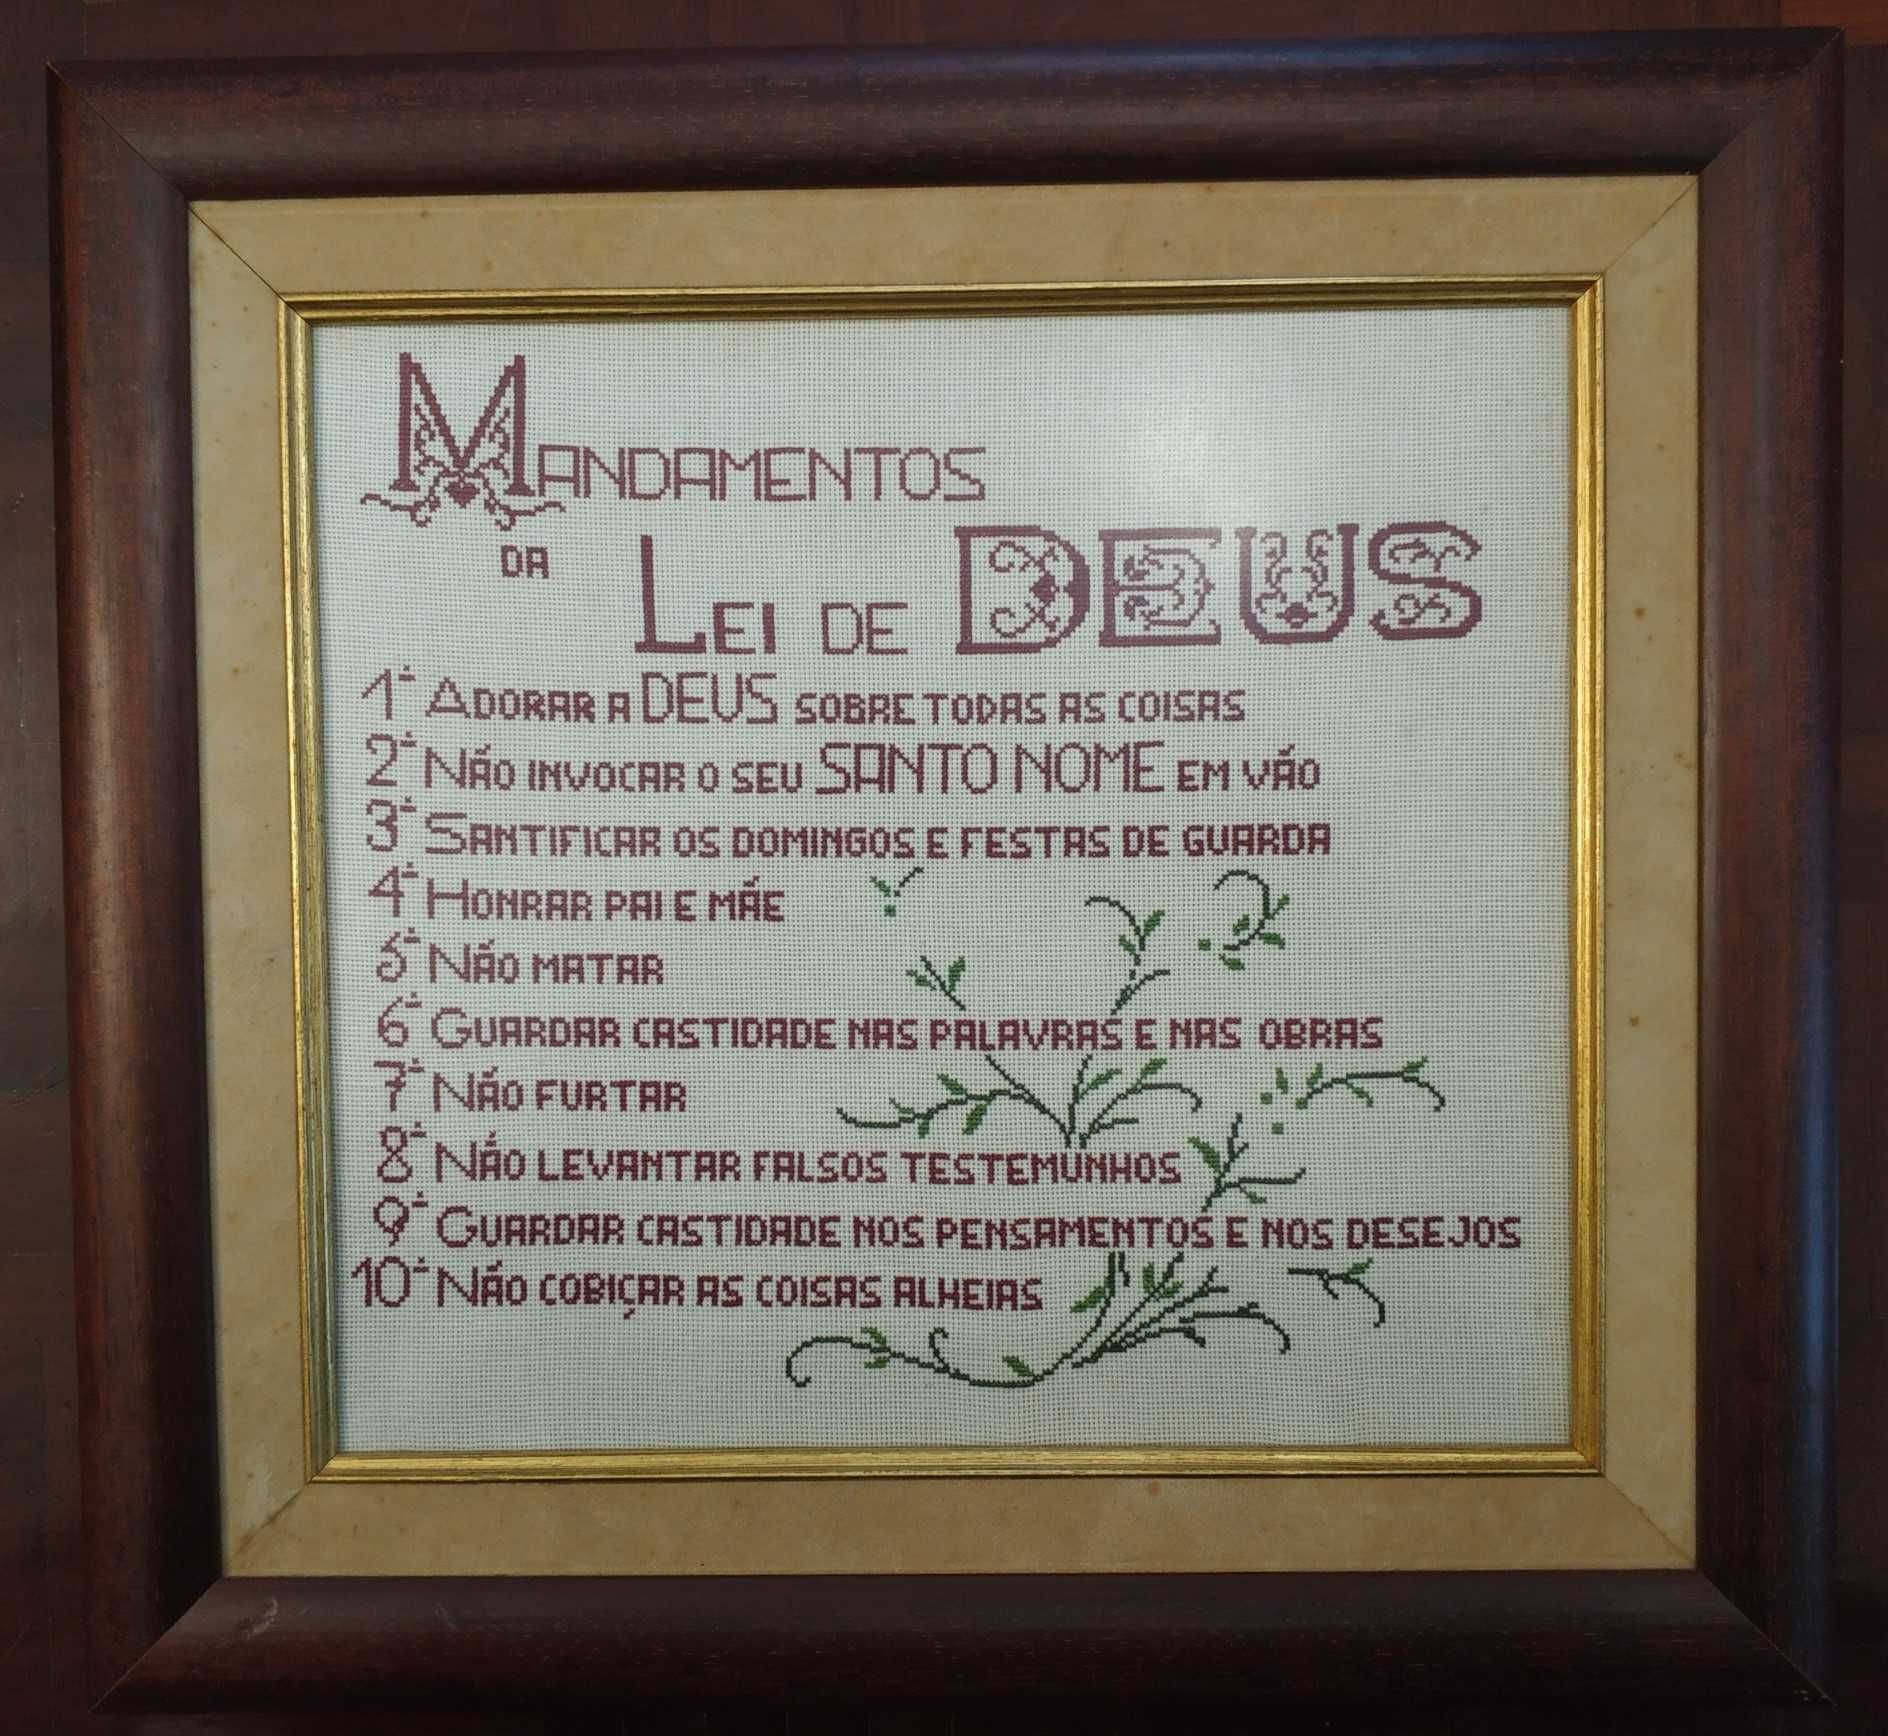 MANDAMENTOS
DA LEI DE DEUS
1º ADORAR A DEUS SOBRE TODAS AS COISAS
2º NÃO INVOCAR O SEU SANTO NOME EM VÃO
3º SANTIFICAR OS DOMINGOS E FESTAS DE GUARDA
4º HONRAR PAI E MÃE
5º NÃO MATAR
6º GUARDAR CASTIDADE NAS PALAVRAS E NAS OBRAS
7º NÃO FURTAR
8º NÃO LEVANTAR FALSOS TESTEMUNHOS
9º GUARDAR CASTIDADE NOS PENSAMENTOS E NOS DESEJOS
10º NÃO COBIÇAR AS COISAS ALHEIAS